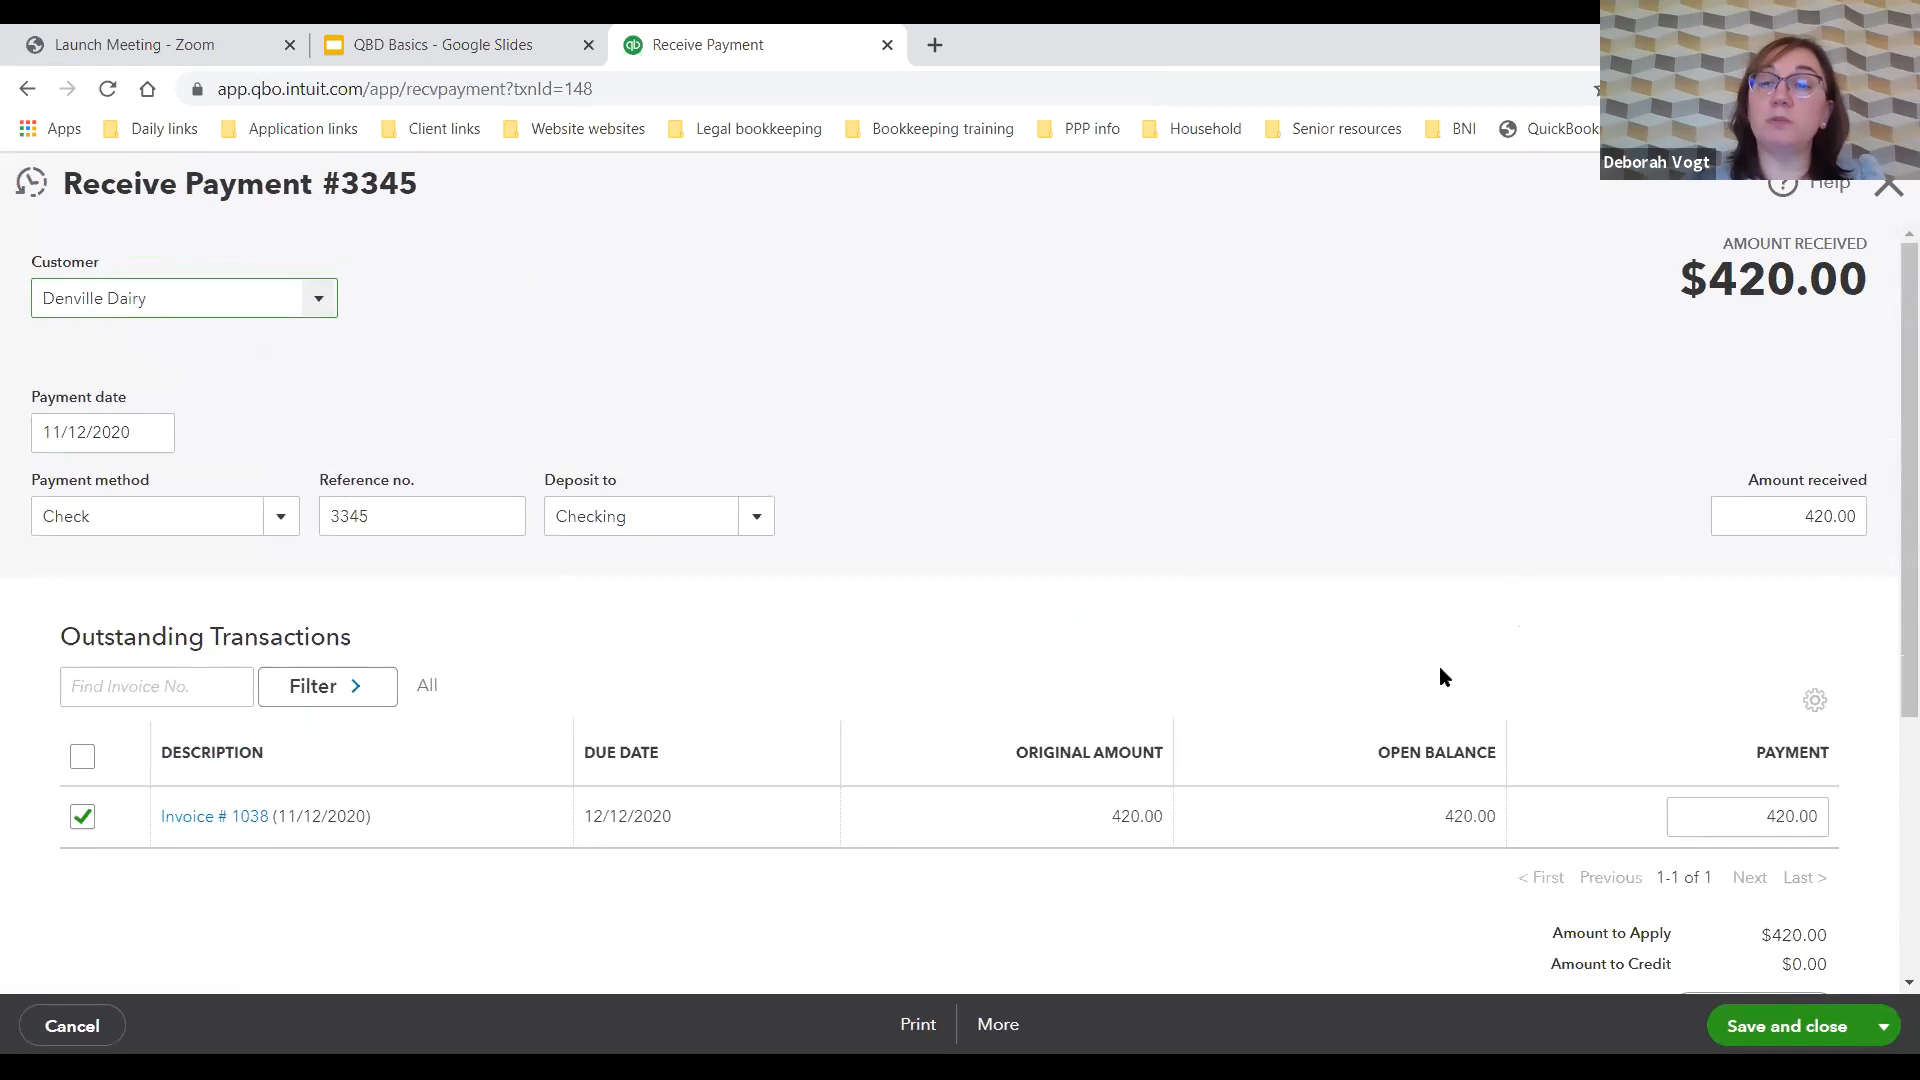 Launch Meeting - Zoom
QBD Basics - Google Slides
qb Receive Payment
app.qbo.intuit.com/app/recvpayment?txnId=148
Apps Daily links Application links Client links Website websites Legal bookkeeping Bookkeeping training PPP info Household Senior resources BNI QuickBook
Deborah Vogt
Receive Payment #3345
? Help
Customer
AMOUNT RECEIVED
Denville Dairy
$420.00
Payment date
11/12/2020
Payment method Reference no. Deposit to Amount received
Check 3345 Checking 420.00
Outstanding Transactions
Find Invoice No. Filter > All
DESCRIPTION DUE DATE ORIGINAL AMOUNT OPEN BALANCE PAYMENT
Invoice # 1038 (11/12/2020) 12/12/2020 420.00 420.00 420.00
< First Previous 1-1 of 1 Next Last >
Amount to Apply $420.00
Amount to Credit $0.00
Cancel Print More Save and close